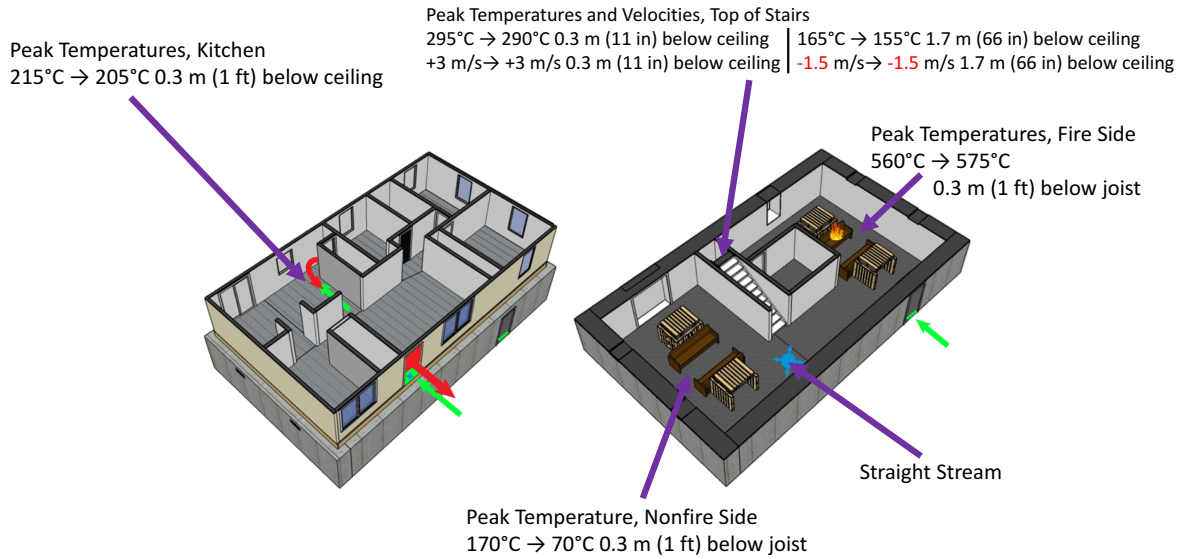 Peak Temperatures and Velocities, Top of Stairs
295°C → 290°C 0.3 m (11 in) below ceiling
+3 m/s→ +3 m/s 0.3 m (11 in) below ceiling
165°C → 155°C 1.7 m (66 in) below ceiling
-1.5 m/s→ -1.5 m/s 1.7 m (66 in) below ceiling
Peak Temperatures, Kitchen
215°C → 205°C 0.3 m (1 ft) below ceiling
Peak Temperatures, Fire Side
560°C → 575°C
0.3 m (1 ft) below joist
Straight Stream
Peak Temperature, Nonfire Side
170°C → 70°C 0.3 m (1 ft) below joist